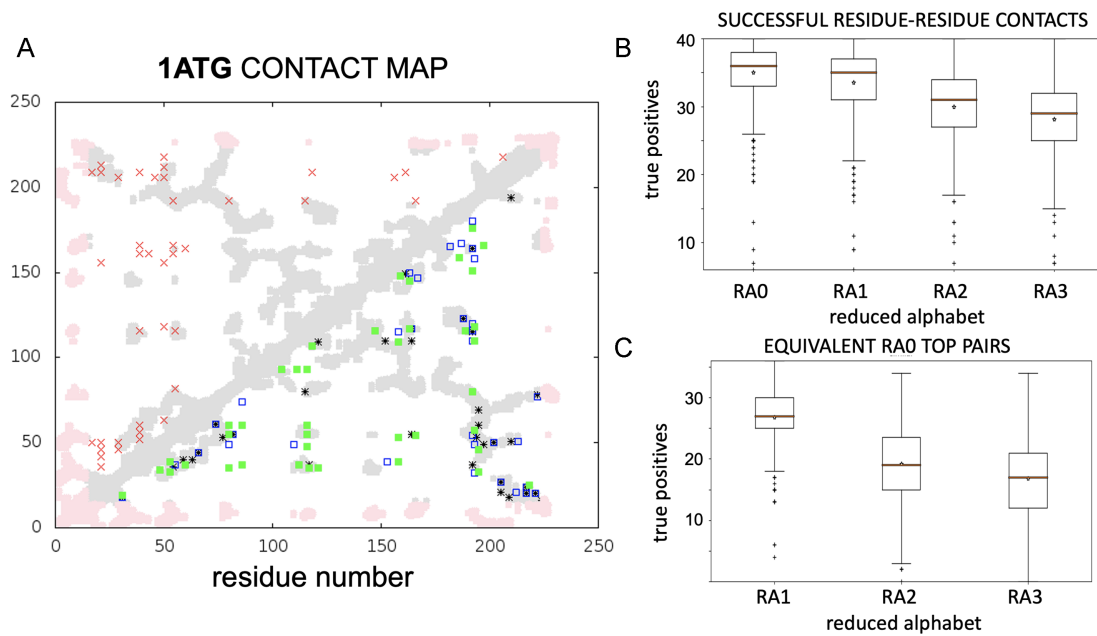 A
1ATG CONTACT MAP
250
200
150
100
50
0
0 50 100 150 200 250
residue number
B
SUCCESSFUL RESIDUE-RESIDUE CONTACTS
40
30
20
10
true positives
RA0 RA1 RA2 RA3
reduced alphabet
C
EQUIVALENT RA0 TOP PAIRS
30
20
10
true positives
RA1 RA2 RA3
reduced alphabet